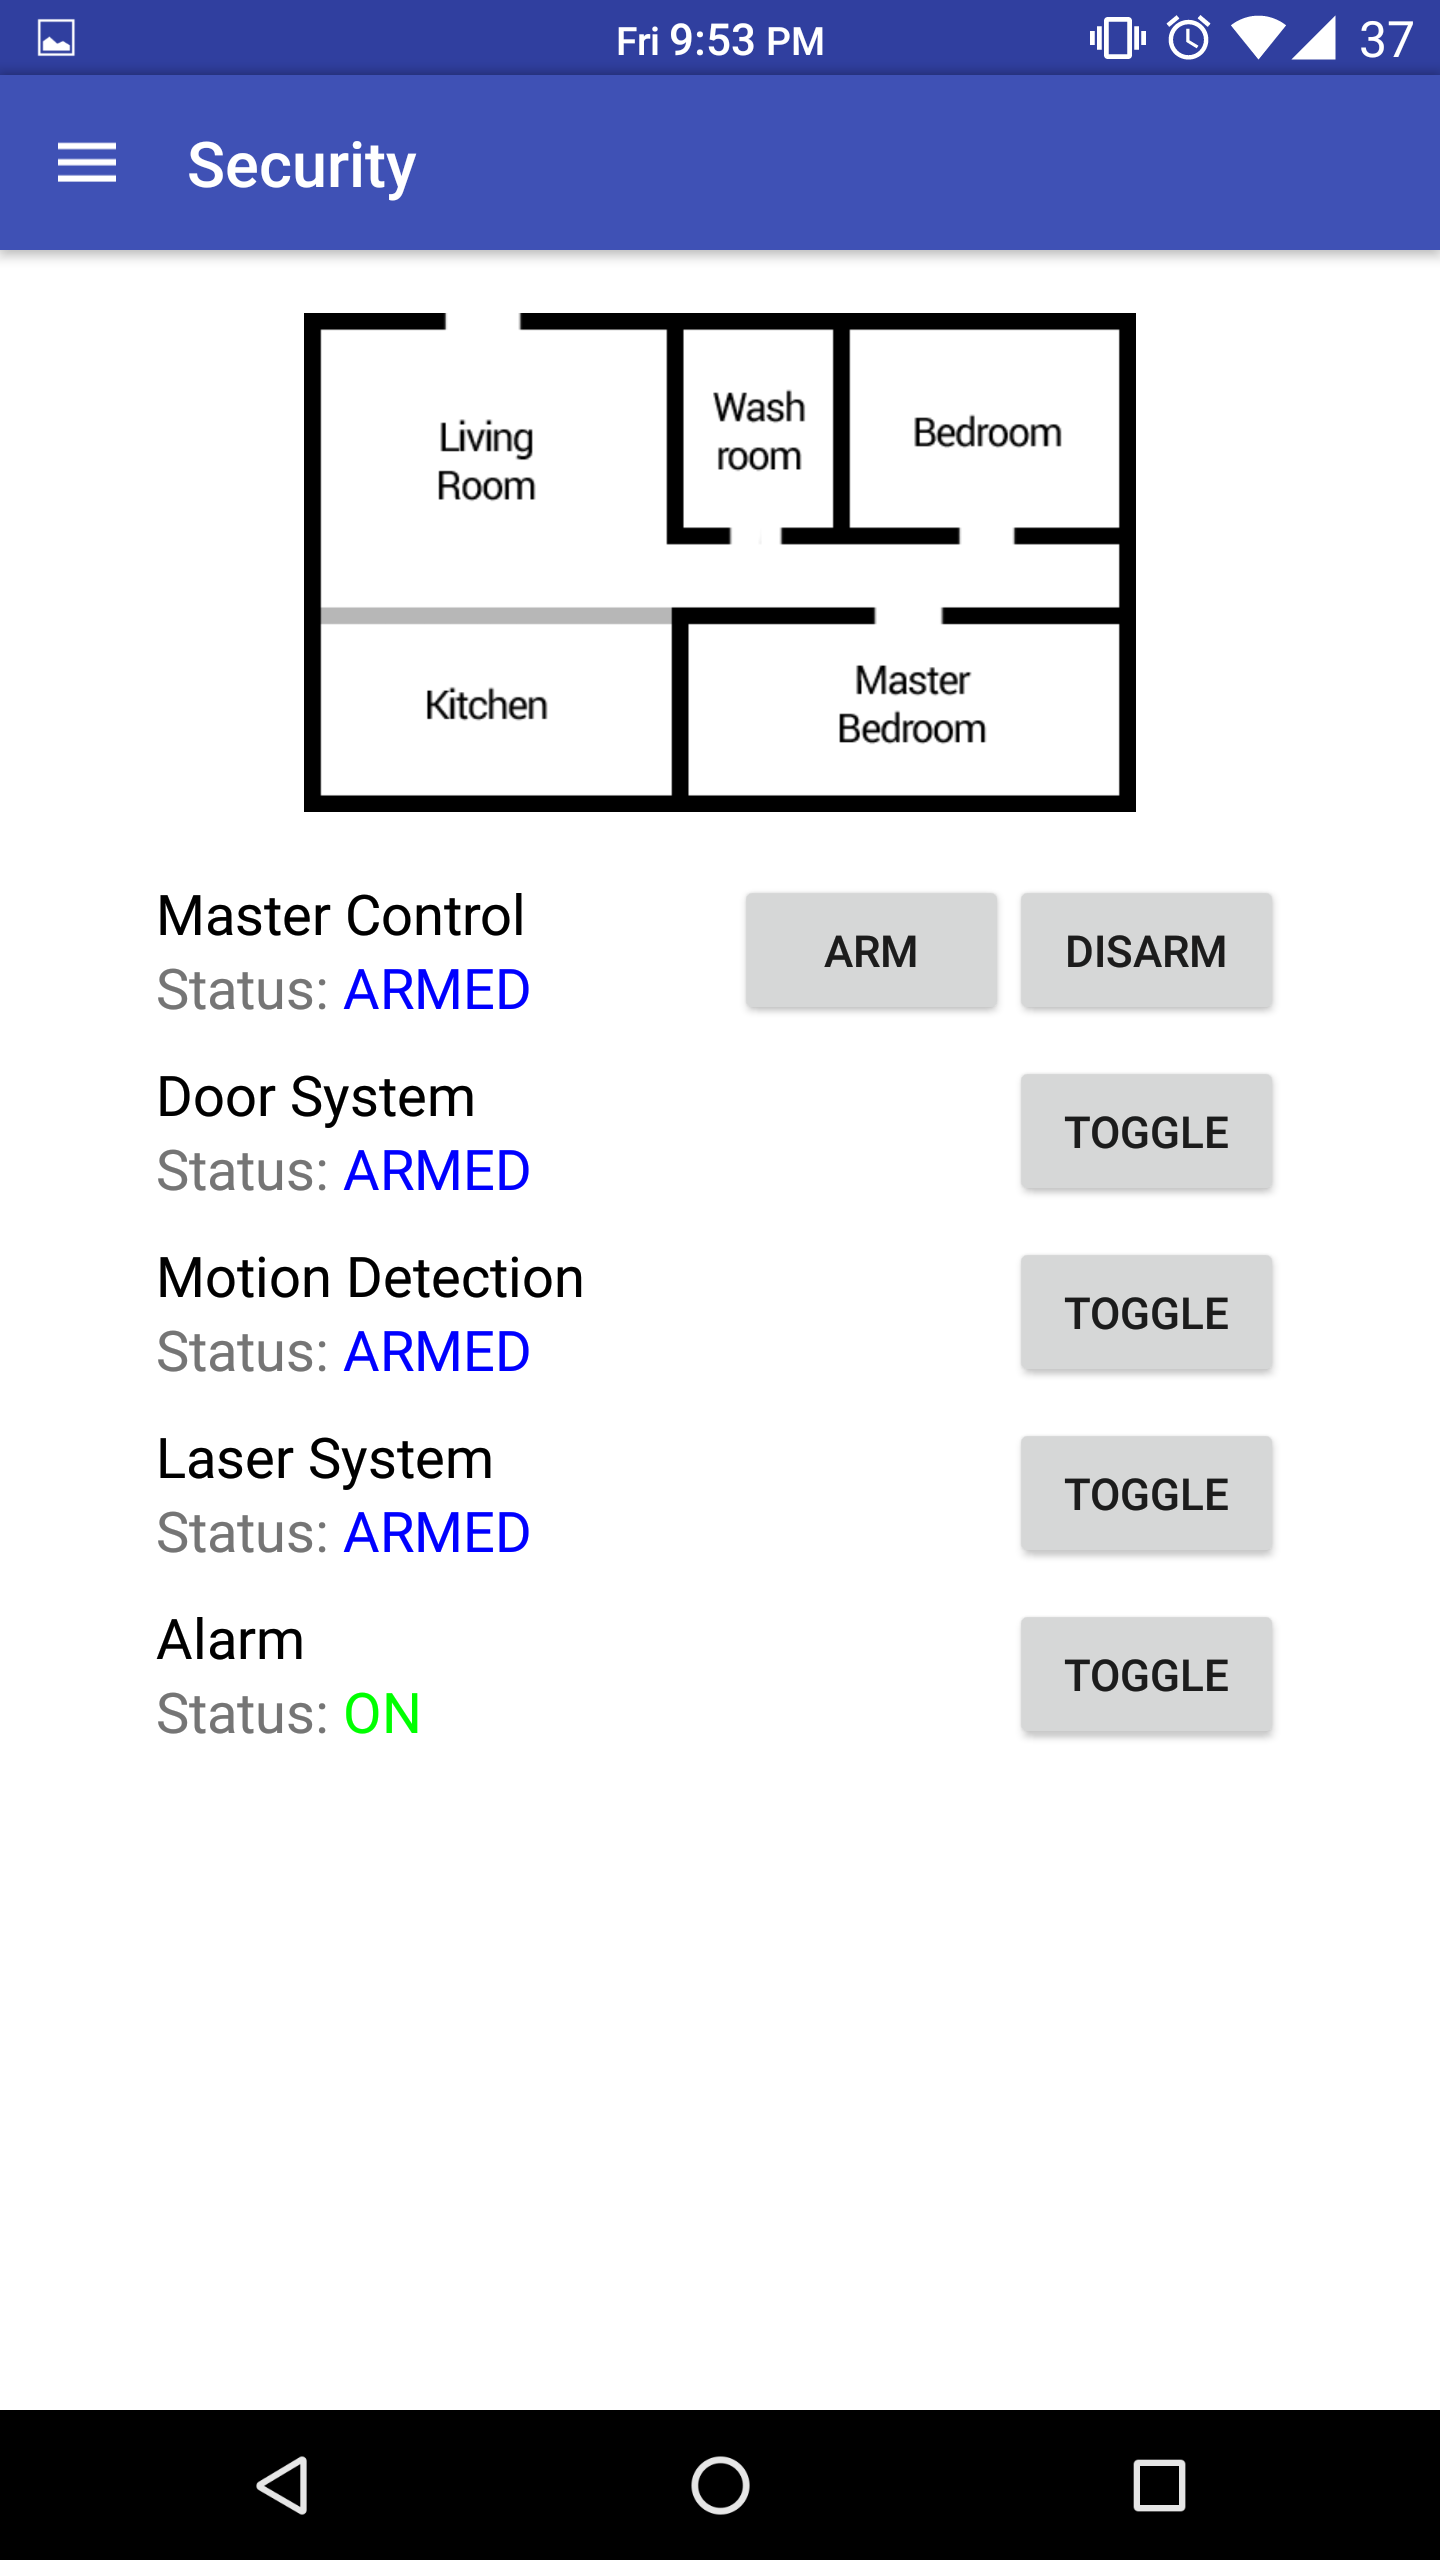 Fri 9:53 PM 37
Security
Living
Room
Wash
room
Bedroom
Kitchen
Master
Bedroom
Master Control
Status: ARMED
ARM DISARM
Door System
Status: ARMED
TOGGLE
Motion Detection
Status: ARMED
TOGGLE
Laser System
Status: ARMED
TOGGLE
Alarm
Status: ON
TOGGLE